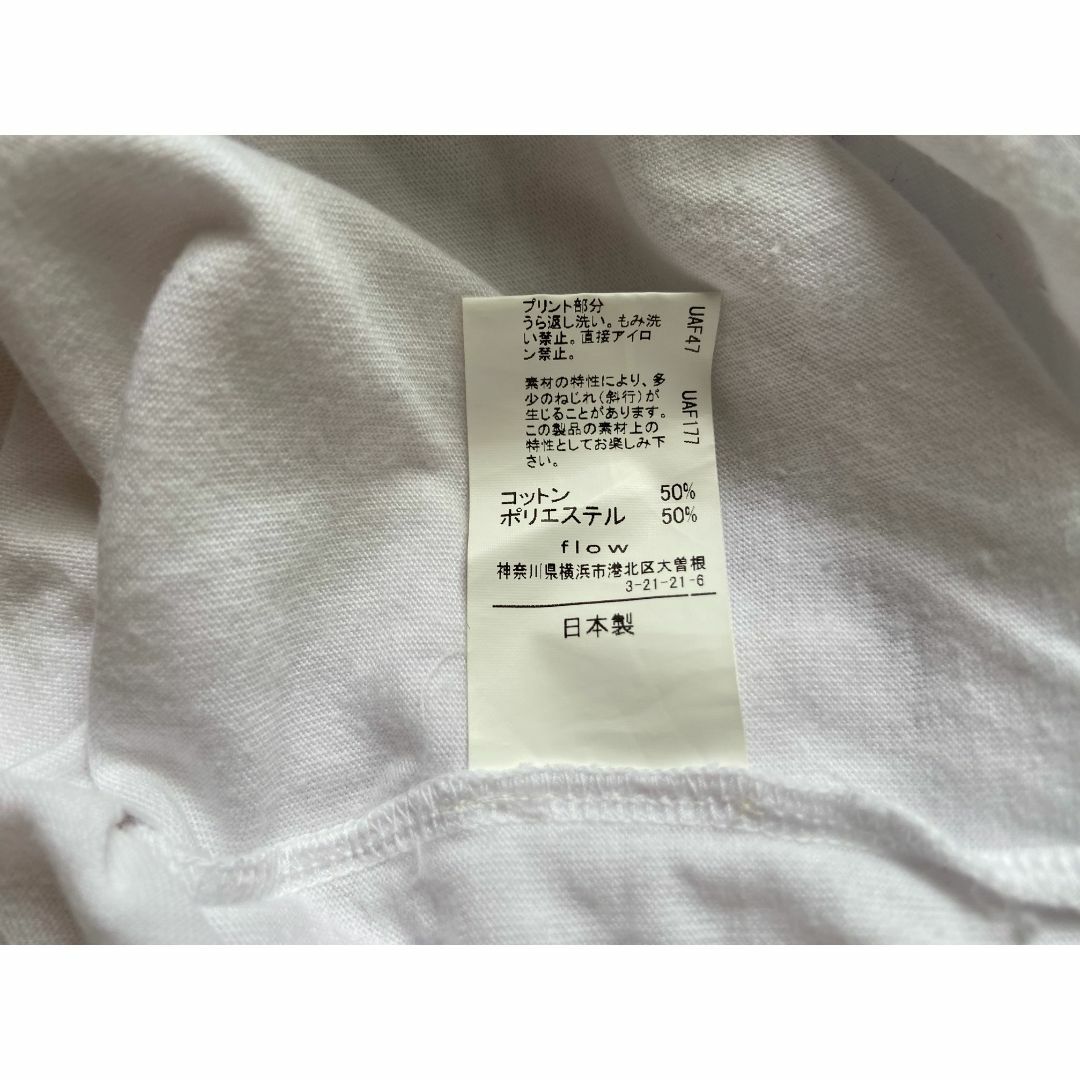 プリント部分
うら返し洗い。もみ洗
い禁止。直接アイロ
ン禁止。
UAF47
素材の特性により、多
少のねじれ(斜行)が
生じることがあります。
この製品の素材上の
特性としてお楽しみ下
さい。
UAF177
コットン 50%
ポリエステル 50%
flow
神奈川県横浜市港北区大曽根
3-21-21-6
日本製